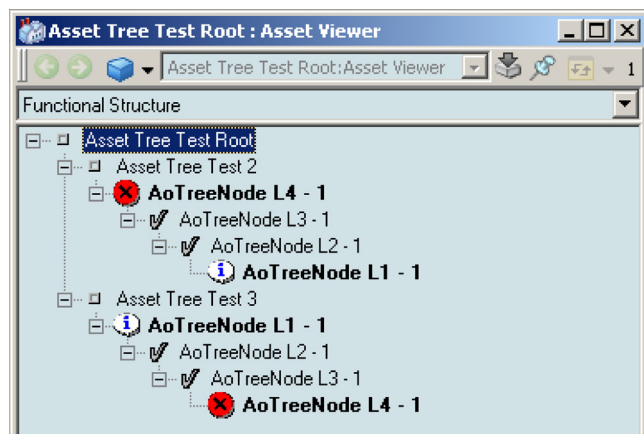 Asset Tree Test Root : Asset Viewer
Asset Tree Test Root:Asset Viewer 1
Functional Structure
Asset Tree Test Root
Asset Tree Test 2
AoTreeNode L4 - 1
AoTreeNode L3 - 1
AoTreeNode L2 - 1
AoTreeNode L1 - 1
Asset Tree Test 3
AoTreeNode L1 - 1
AoTreeNode L2 - 1
AoTreeNode L3 - 1
AoTreeNode L4 - 1